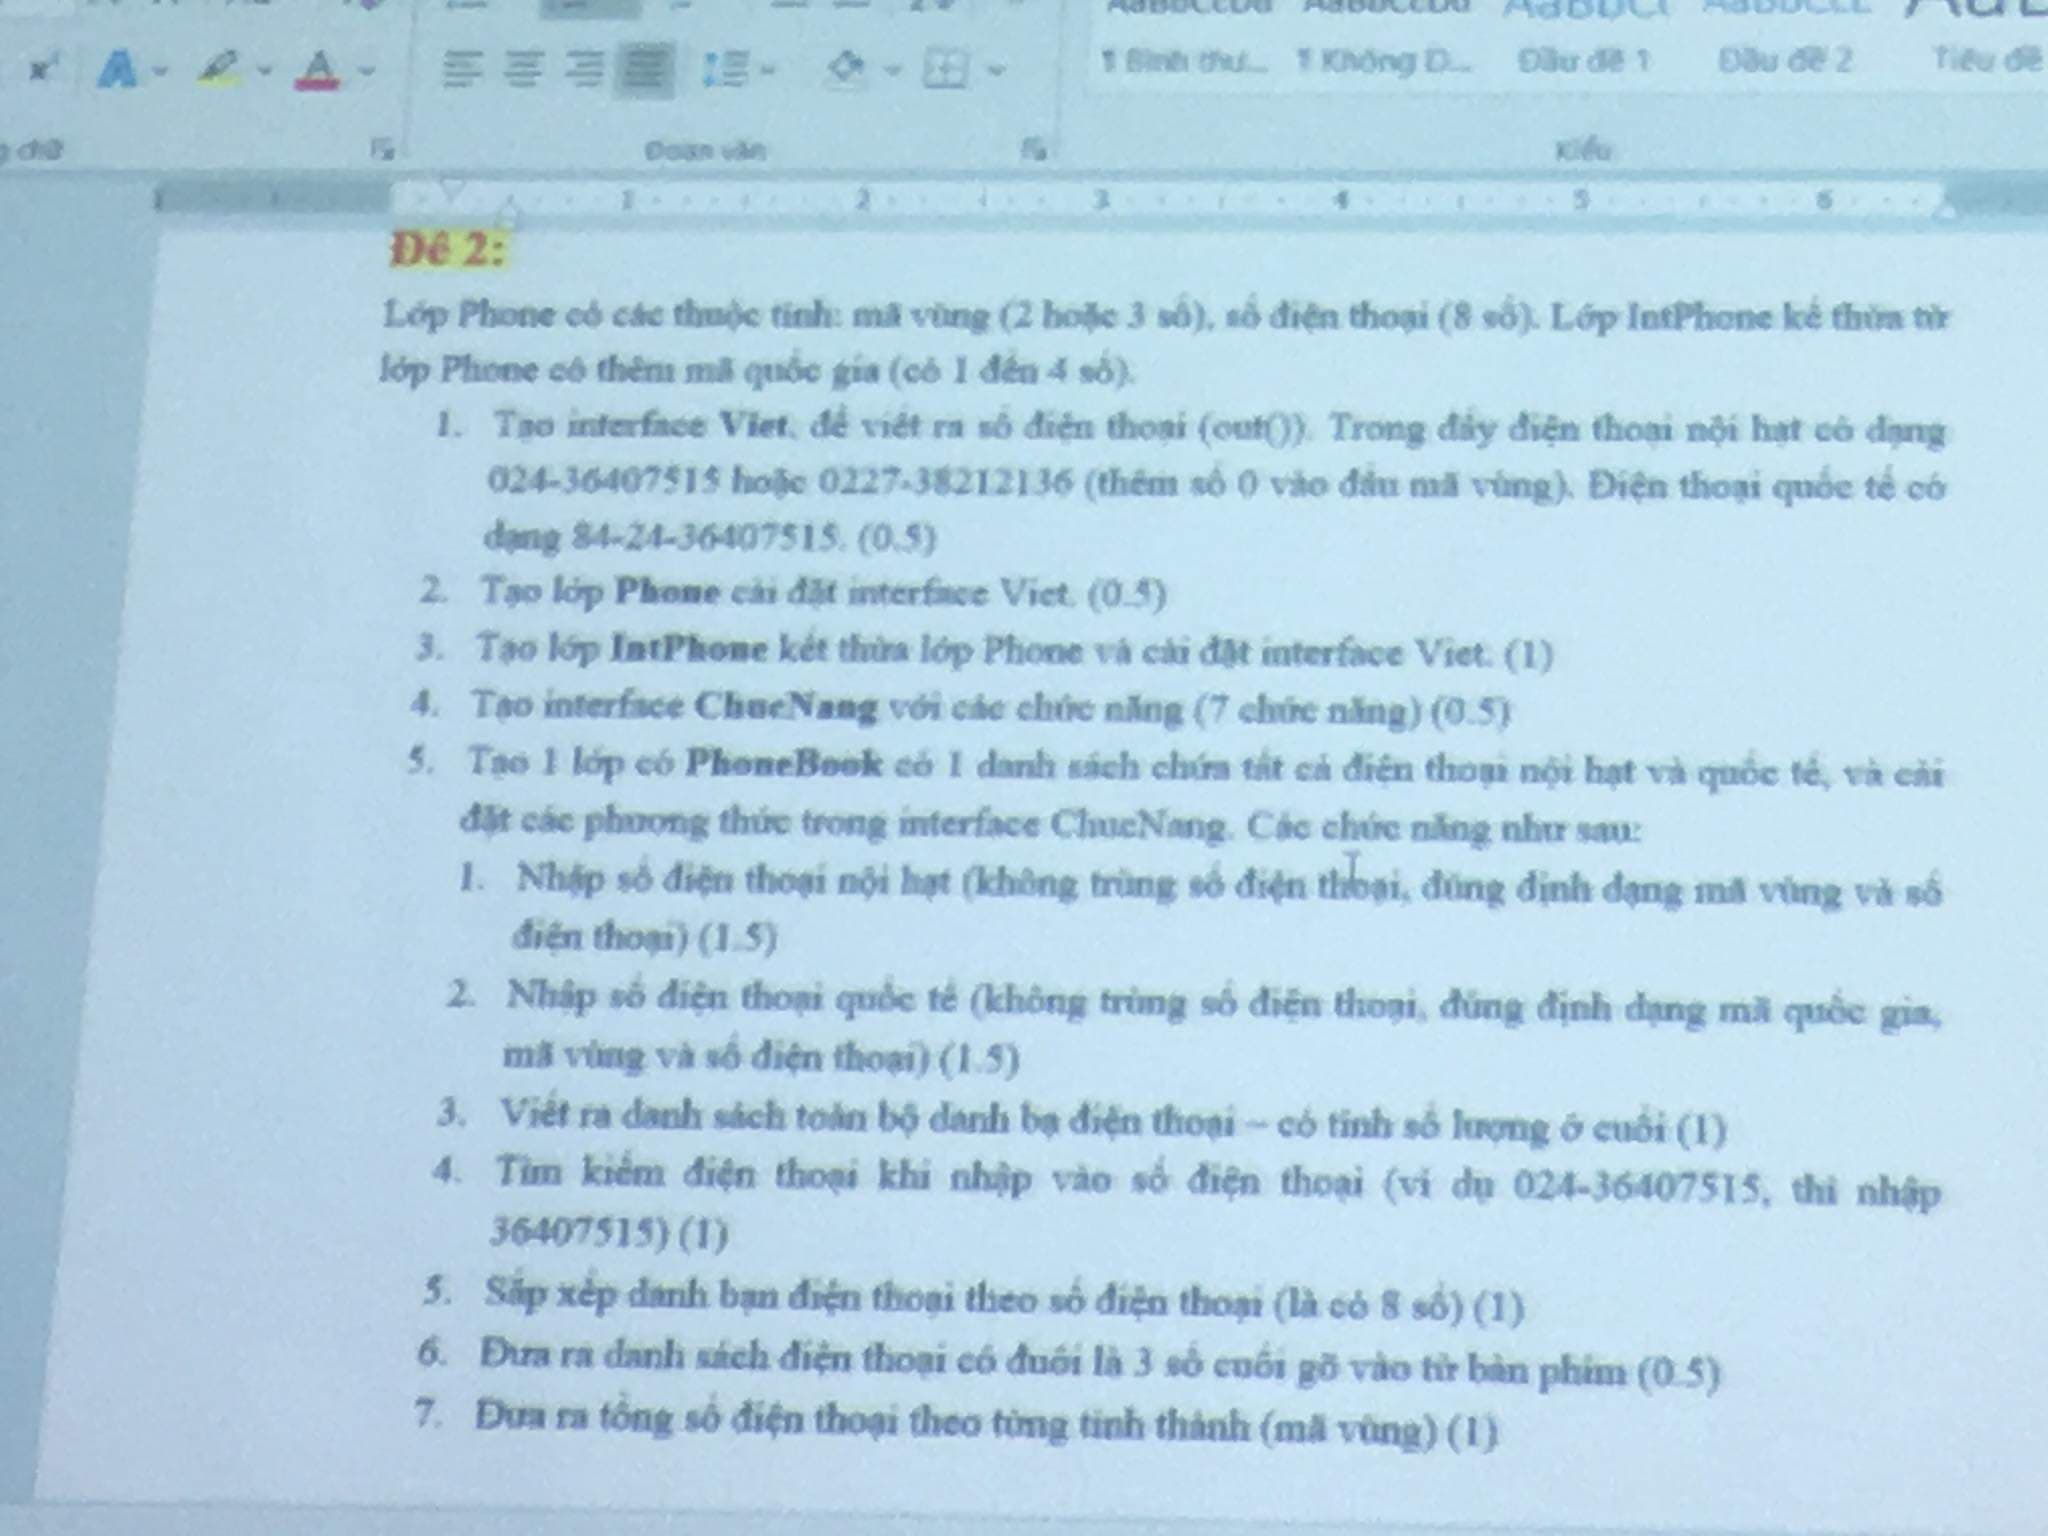 ¶ Bình thư... ¶ Không D... Đầu đề 1 Đầu đề 2 Tiêu đề
Đoạn văn Kiểu
1 2 3 4 5 6
Đề 2:
Lớp Phone có các thuộc tính: mã vùng (2 hoặc 3 số), số điện thoại (8 số). Lớp IntPhone kế thừa từ
lớp Phone có thêm mã quốc gia (có 1 đến 4 số).
1. Tạo interface Viet, để viết ra số điện thoại (out()). Trong đấy điện thoại nội hạt có dạng
024-36407515 hoặc 0227-38212136 (thêm số 0 vào đầu mã vùng). Điện thoại quốc tế có
dạng 84-24-36407515. (0.5)
2. Tạo lớp Phone cài đặt interface Viet. (0.5)
3. Tạo lớp IntPhone kết thừa lớp Phone và cài đặt interface Viet. (1)
4. Tạo interface ChucNang với các chức năng (7 chức năng) (0.5)
5. Tạo 1 lớp có PhoneBook có 1 danh sách chứa tất cả điện thoại nội hạt và quốc tế, và cài
đặt các phương thức trong interface ChucNang. Các chức năng như sau:
1. Nhập số điện thoại nội hạt (không trùng số điện thoại, đúng định dạng mã vùng và số
điện thoại) (1.5)
2. Nhập số điện thoại quốc tế (không trùng số điện thoại, đúng định dạng mã quốc gia,
mã vùng và số điện thoại) (1.5)
3. Viết ra danh sách toàn bộ danh bạ điện thoại – có tính số lượng ở cuối (1)
4. Tìm kiếm điện thoại khi nhập vào số điện thoại (ví dụ 024-36407515, thì nhập
36407515) (1)
5. Sắp xếp danh bạn điện thoại theo số điện thoại (là có 8 số) (1)
6. Đưa ra danh sách điện thoại có đuôi là 3 số cuối gõ vào từ bàn phím (0.5)
7. Đưa ra tổng số điện thoại theo từng tỉnh thành (mã vùng) (1)